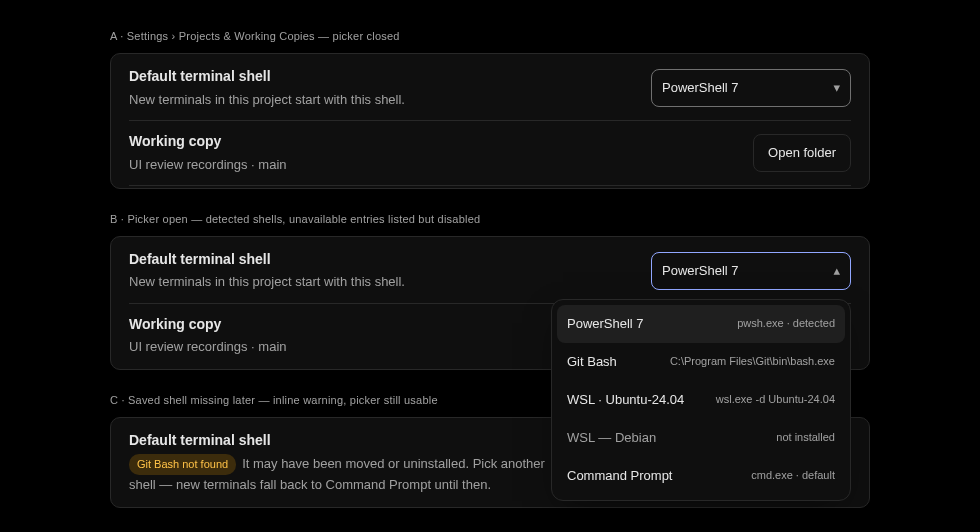 A · Settings › Projects & Working Copies — picker closed
Default terminal shell
New terminals in this project start with this shell.
PowerShell 7 ▾
Working copy
UI review recordings · main
Open folder
B · Picker open — detected shells, unavailable entries listed but disabled
Default terminal shell
New terminals in this project start with this shell.
PowerShell 7 ▴
Working copy
UI review recordings · main
PowerShell 7 pwsh.exe · detected
Git Bash C:\Program Files\Git\bin\bash.exe
WSL · Ubuntu-24.04 wsl.exe -d Ubuntu-24.04
WSL — Debian not installed
Command Prompt cmd.exe · default
C · Saved shell missing later — inline warning, picker still usable
Default terminal shell
Git Bash not found It may have been moved or uninstalled. Pick another
shell — new terminals fall back to Command Prompt until then.